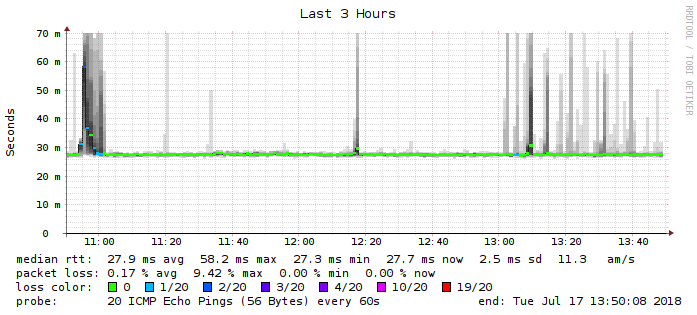 Last 3 Hours
RRDTOOL / TOBI OETIKER
Seconds
70 m
60 m
50 m
40 m
30 m
20 m
10 m
0
11:00 11:20 11:40 12:00 12:20 12:40 13:00 13:20 13:40
median rtt: 27.9 ms avg 58.2 ms max 27.3 ms min 27.7 ms now 2.5 ms sd 11.3 am/s
packet loss: 0.17 % avg 9.42 % max 0.00 % min 0.00 % now
loss color: 0 1/20 2/20 3/20 4/20 10/20 19/20
probe: 20 ICMP Echo Pings (56 Bytes) every 60s end: Tue Jul 17 13:50:08 2018